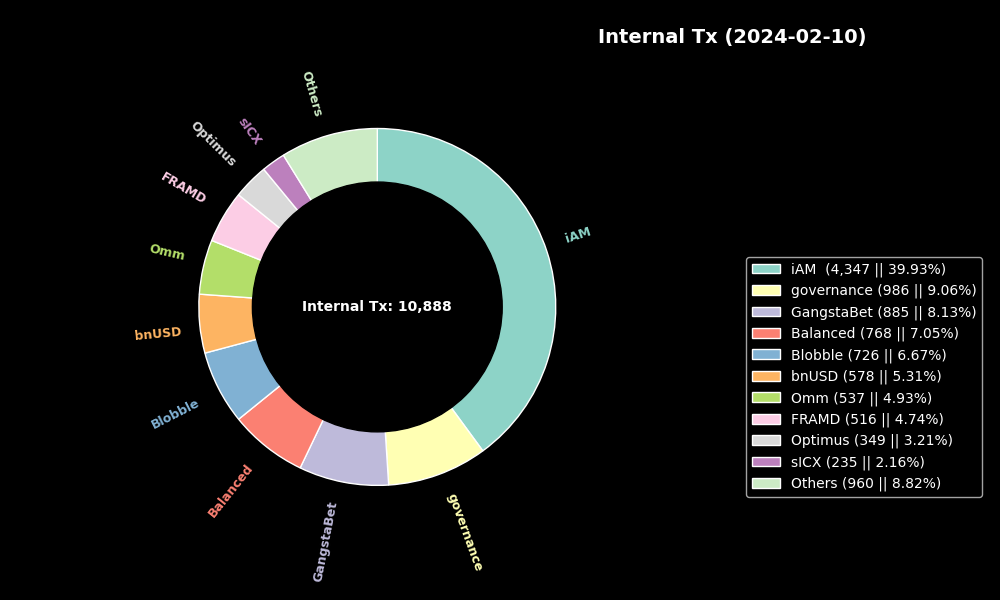 Internal Tx (2024-02-10)
Others
sICX
Optimus
FRAMD
Omm
bnUSD
Blobble
Balanced
GangstaBet
governance
iAM
Internal Tx: 10,888
iAM  (4,347 || 39.93%)
governance (986 || 9.06%)
GangstaBet (885 || 8.13%)
Balanced (768 || 7.05%)
Blobble (726 || 6.67%)
bnUSD (578 || 5.31%)
Omm (537 || 4.93%)
FRAMD (516 || 4.74%)
Optimus (349 || 3.21%)
sICX (235 || 2.16%)
Others (960 || 8.82%)